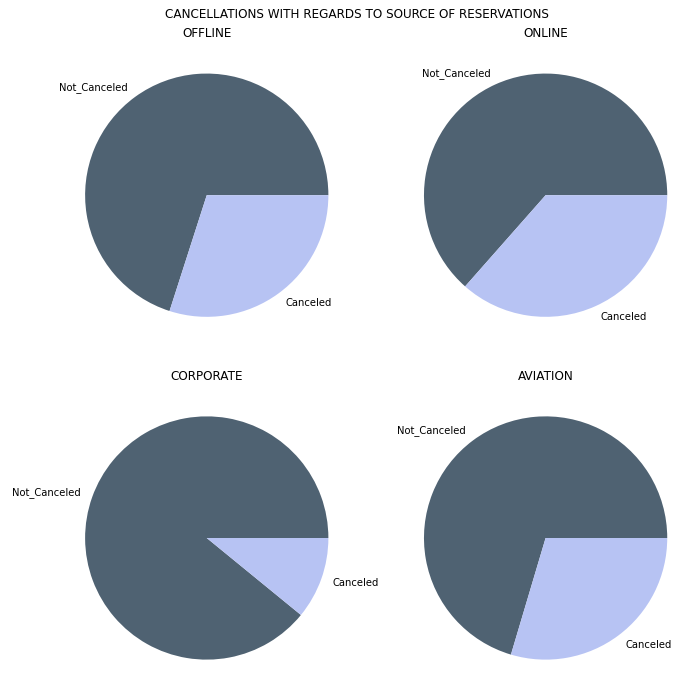 CANCELLATIONS WITH REGARDS TO SOURCE OF RESERVATIONS
OFFLINE
Not_Canceled
Canceled
ONLINE
Not_Canceled
Canceled
CORPORATE
Not_Canceled
Canceled
AVIATION
Not_Canceled
Canceled